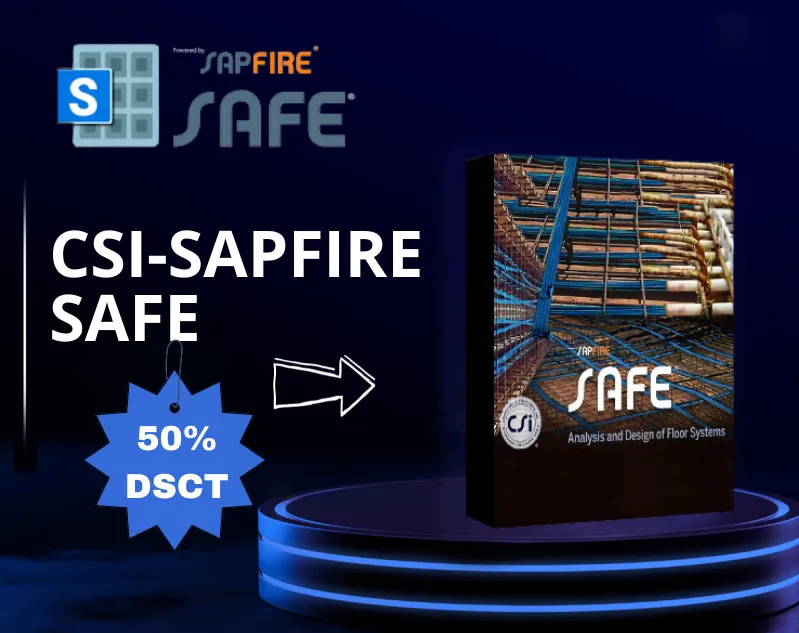 Powered by
SAPFIRE®
S
SAFE®
CSI-SAPFIRE
SAFE
50%
DSCT
SAPFIRE
SAFE
CSi
Analysis and Design of Floor Systems